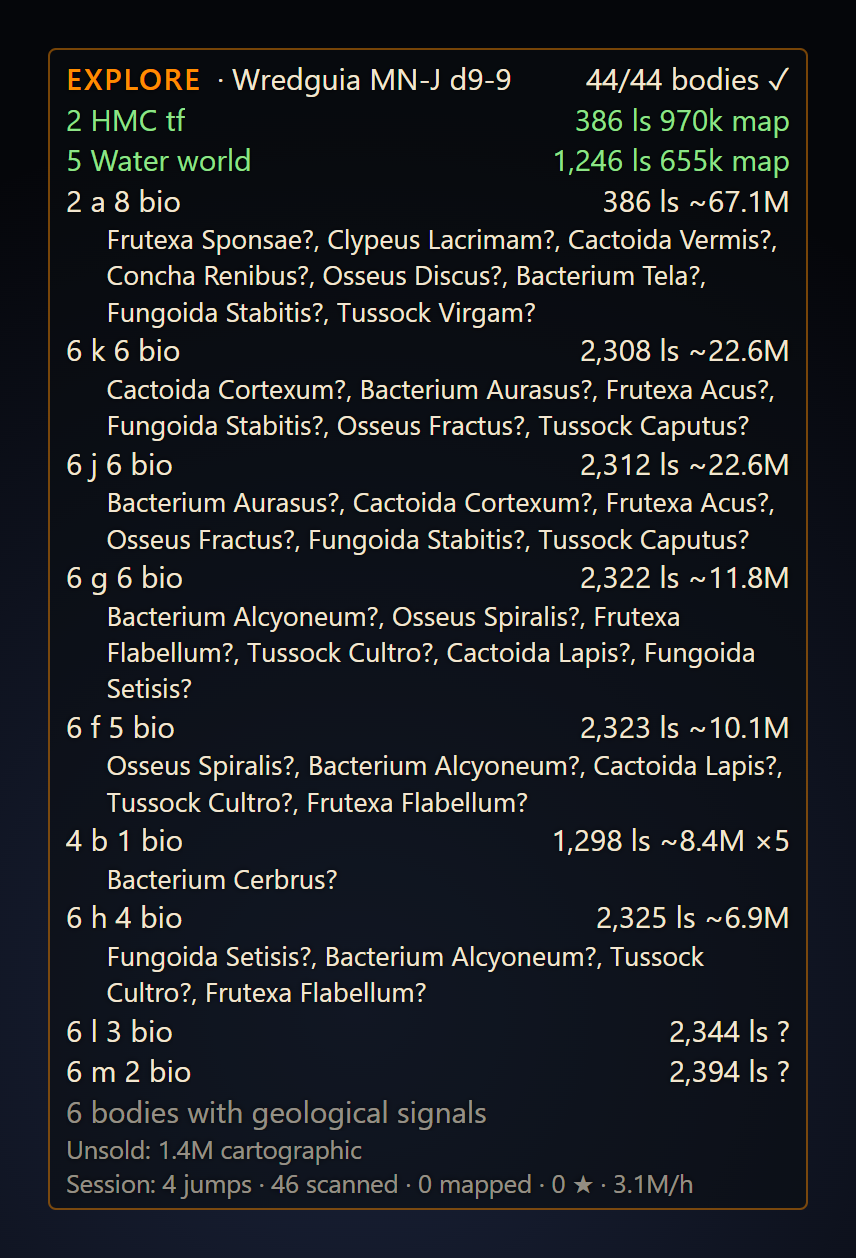 EXPLORE · Wredguia MN-J d9-9 44/44 bodies ✓
2 HMC tf 386 ls 970k map
5 Water world 1,246 ls 655k map
2 a 8 bio 386 ls ~67.1M
Frutexa Sponsae?, Clypeus Lacrimam?, Cactoida Vermis?,
Concha Renibus?, Osseus Discus?, Bacterium Tela?,
Fungoida Stabitis?, Tussock Virgam?
6 k 6 bio 2,308 ls ~22.6M
Cactoida Cortexum?, Bacterium Aurasus?, Frutexa Acus?,
Fungoida Stabitis?, Osseus Fractus?, Tussock Caputus?
6 j 6 bio 2,312 ls ~22.6M
Bacterium Aurasus?, Cactoida Cortexum?, Frutexa Acus?,
Osseus Fractus?, Fungoida Stabitis?, Tussock Caputus?
6 g 6 bio 2,322 ls ~11.8M
Bacterium Alcyoneum?, Osseus Spiralis?, Frutexa
Flabellum?, Tussock Cultro?, Cactoida Lapis?, Fungoida
Setisis?
6 f 5 bio 2,323 ls ~10.1M
Osseus Spiralis?, Bacterium Alcyoneum?, Cactoida Lapis?,
Tussock Cultro?, Frutexa Flabellum?
4 b 1 bio 1,298 ls ~8.4M ×5
Bacterium Cerbrus?
6 h 4 bio 2,325 ls ~6.9M
Fungoida Setisis?, Bacterium Alcyoneum?, Tussock
Cultro?, Frutexa Flabellum?
6 l 3 bio 2,344 ls ?
6 m 2 bio 2,394 ls ?
6 bodies with geological signals
Unsold: 1.4M cartographic
Session: 4 jumps · 46 scanned · 0 mapped · 0 ★ · 3.1M/h